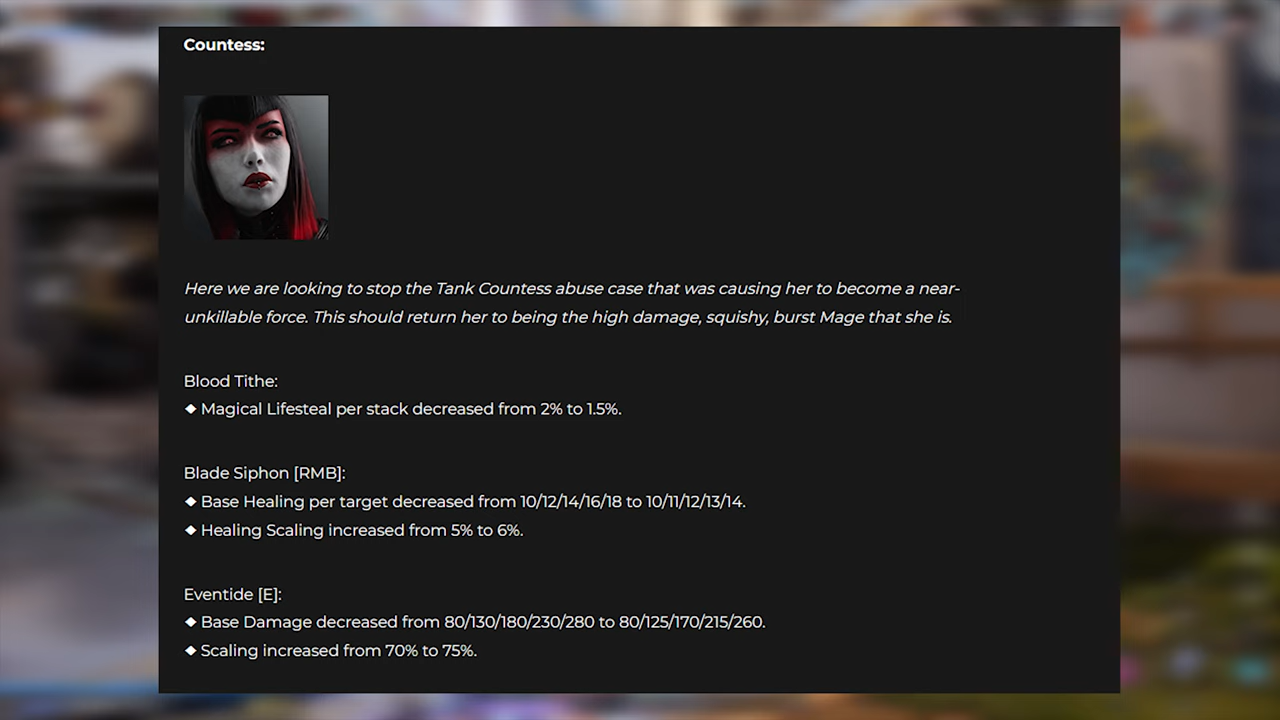 Countess:
Here we are looking to stop the Tank Countess abuse case that was causing her to become a near-
unkillable force. This should return her to being the high damage, squishy, burst Mage that she is.
Blood Tithe:
◆ Magical Lifesteal per stack decreased from 2% to 1.5%.
Blade Siphon [RMB]:
◆ Base Healing per target decreased from 10/12/14/16/18 to 10/11/12/13/14.
◆ Healing Scaling increased from 5% to 6%.
Eventide [E]:
◆ Base Damage decreased from 80/130/180/230/280 to 80/125/170/215/260.
◆ Scaling increased from 70% to 75%.